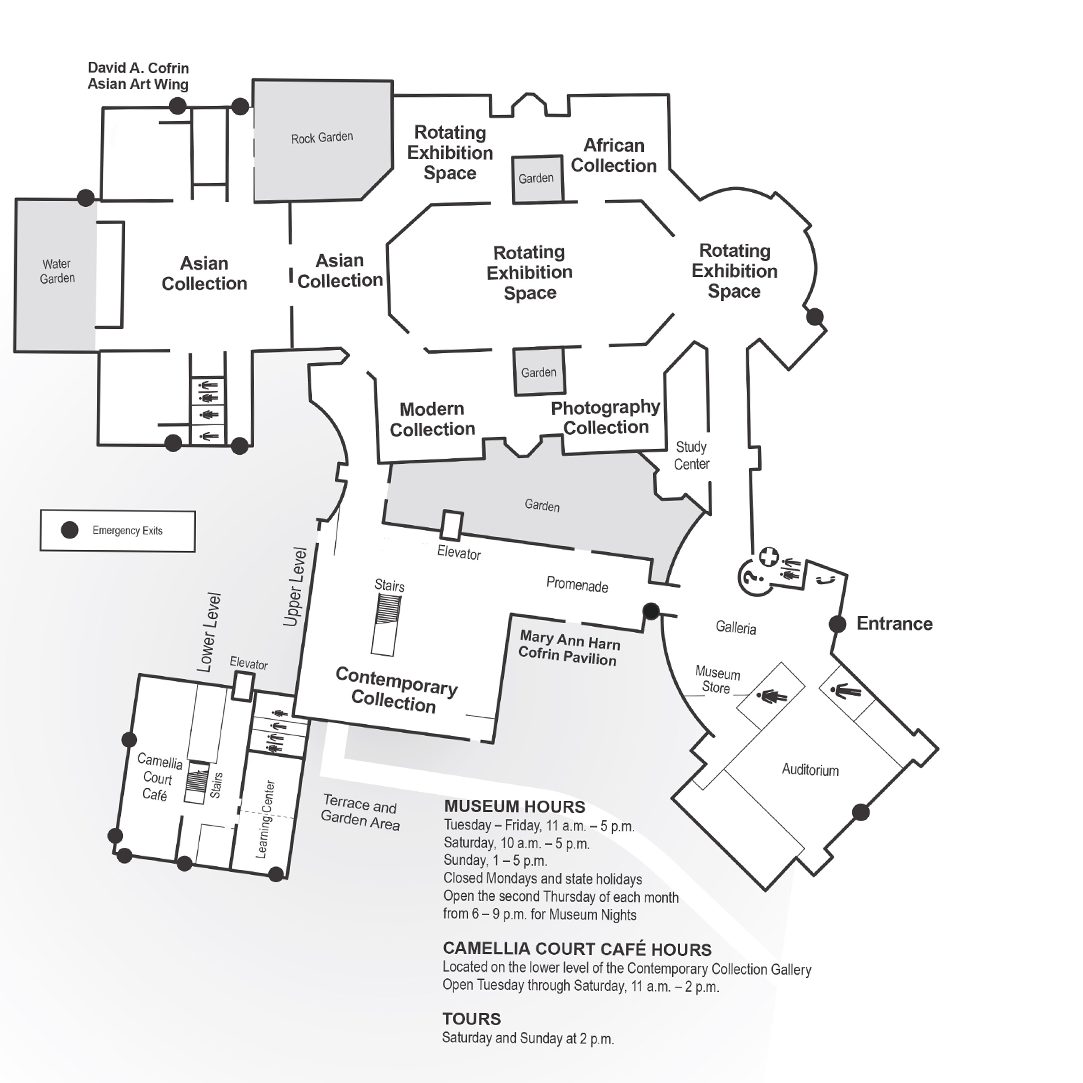 David A. Cofrin
Asian Art Wing
Rock Garden
Rotating
Exhibition
Space
African
Collection
Garden
Water
Garden
Asian
Collection
Asian
Collection
Rotating
Exhibition
Space
Rotating
Exhibition
Space
Garden
Modern
Collection
Photography
Collection
Study
Center
Garden
Emergency Exits
Elevator
Upper Level
Stairs
Promenade
?
Galleria
Entrance
Mary Ann Harn
Cofrin Pavilion
Lower Level
Elevator
Museum
Store
Contemporary
Collection
Camellia
Court
Café
Stairs
Learning Center
Auditorium
Terrace and
Garden Area
MUSEUM HOURS
Tuesday – Friday, 11 a.m. – 5 p.m.
Saturday, 10 a.m. – 5 p.m.
Sunday, 1 – 5 p.m.
Closed Mondays and state holidays
Open the second Thursday of each month
from 6 – 9 p.m. for Museum Nights
CAMELLIA COURT CAFÉ HOURS
Located on the lower level of the Contemporary Collection Gallery
Open Tuesday through Saturday, 11 a.m. – 2 p.m.
TOURS
Saturday and Sunday at 2 p.m.